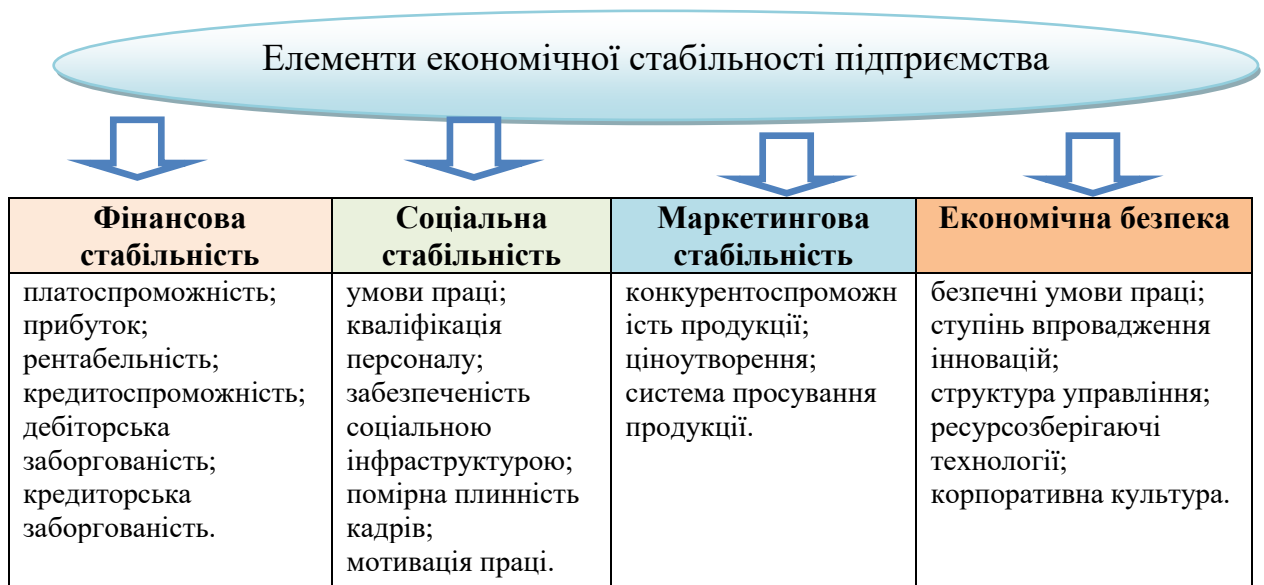 Елементи економічної стабільності підприємства
Фінансова
стабільність
Соціальна
стабільність
Маркетингова
стабільність
Економічна безпека
платоспроможність;
прибуток;
рентабельність;
кредитоспроможність;
дебіторська
заборгованість;
кредиторська
заборгованість.
умови праці;
кваліфікація
персоналу;
забезпеченість
соціальною
інфраструктурою;
помірна плинність
кадрів;
мотивація праці.
конкурентоспроможн
ість продукції;
ціноутворення;
система просування
продукції.
безпечні умови праці;
ступінь впровадження
інновацій;
структура управління;
ресурсозберігаючі
технології;
корпоративна культура.